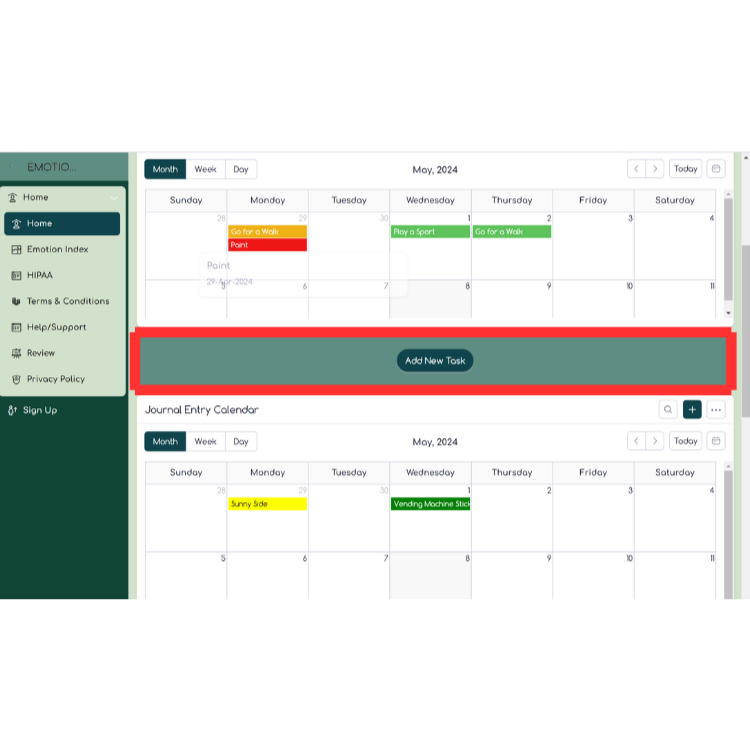 EMOTIO...
Home
Home
Emotion Index
HIPAA
Terms & Conditions
Help/Support
Review
Privacy Policy
Sign Up
Month Week Day May, 2024 Today
Sunday Monday Tuesday Wednesday Thursday Friday Saturday
28 29 30 1 2 3 4
Go for a Walk Play a Sport Go for a Walk
Paint
Paint
29-Apr-2024
5 6 7 8 9 10 11
Add New Task
Journal Entry Calendar
Month Week Day May, 2024 Today
Sunday Monday Tuesday Wednesday Thursday Friday Saturday
28 29 30 1 2 3 4
Sunny Side Vending Machine Stick
5 6 7 8 9 10 11